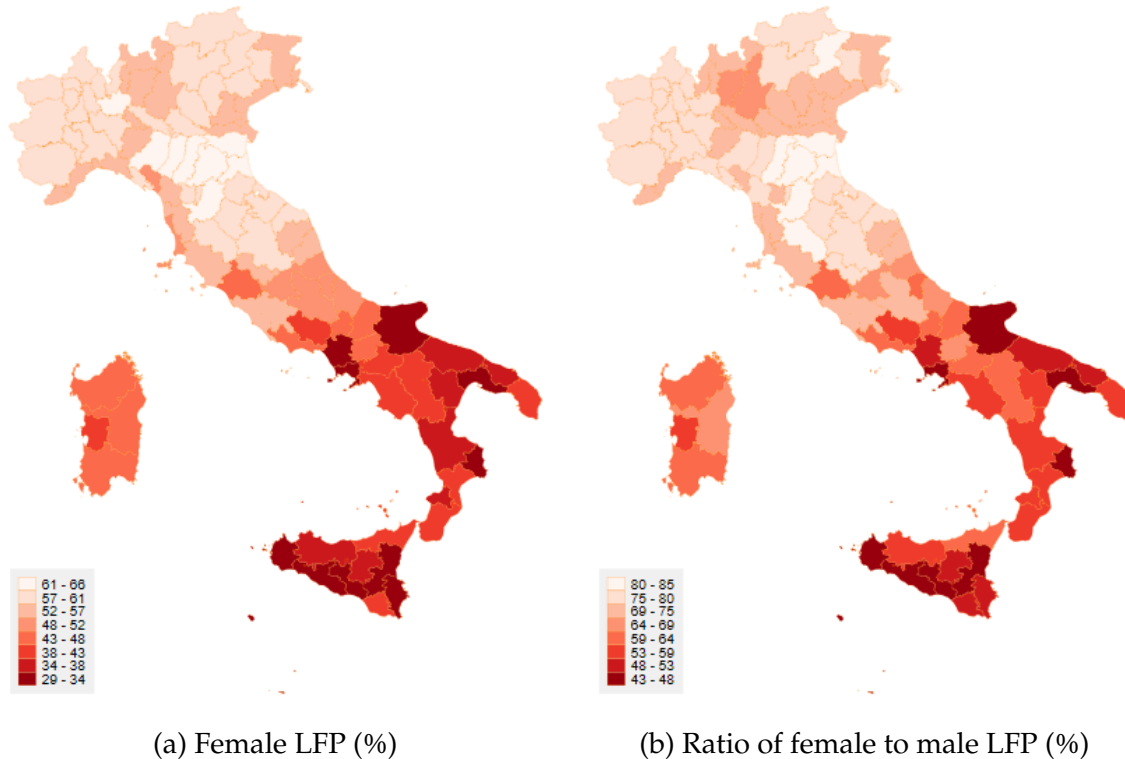 61 - 66
57 - 61
52 - 57
48 - 52
43 - 48
38 - 43
34 - 38
29 - 34
80 - 85
75 - 80
69 - 75
64 - 69
59 - 64
53 - 59
48 - 53
43 - 48
(a) Female LFP (%)
(b) Ratio of female to male LFP (%)